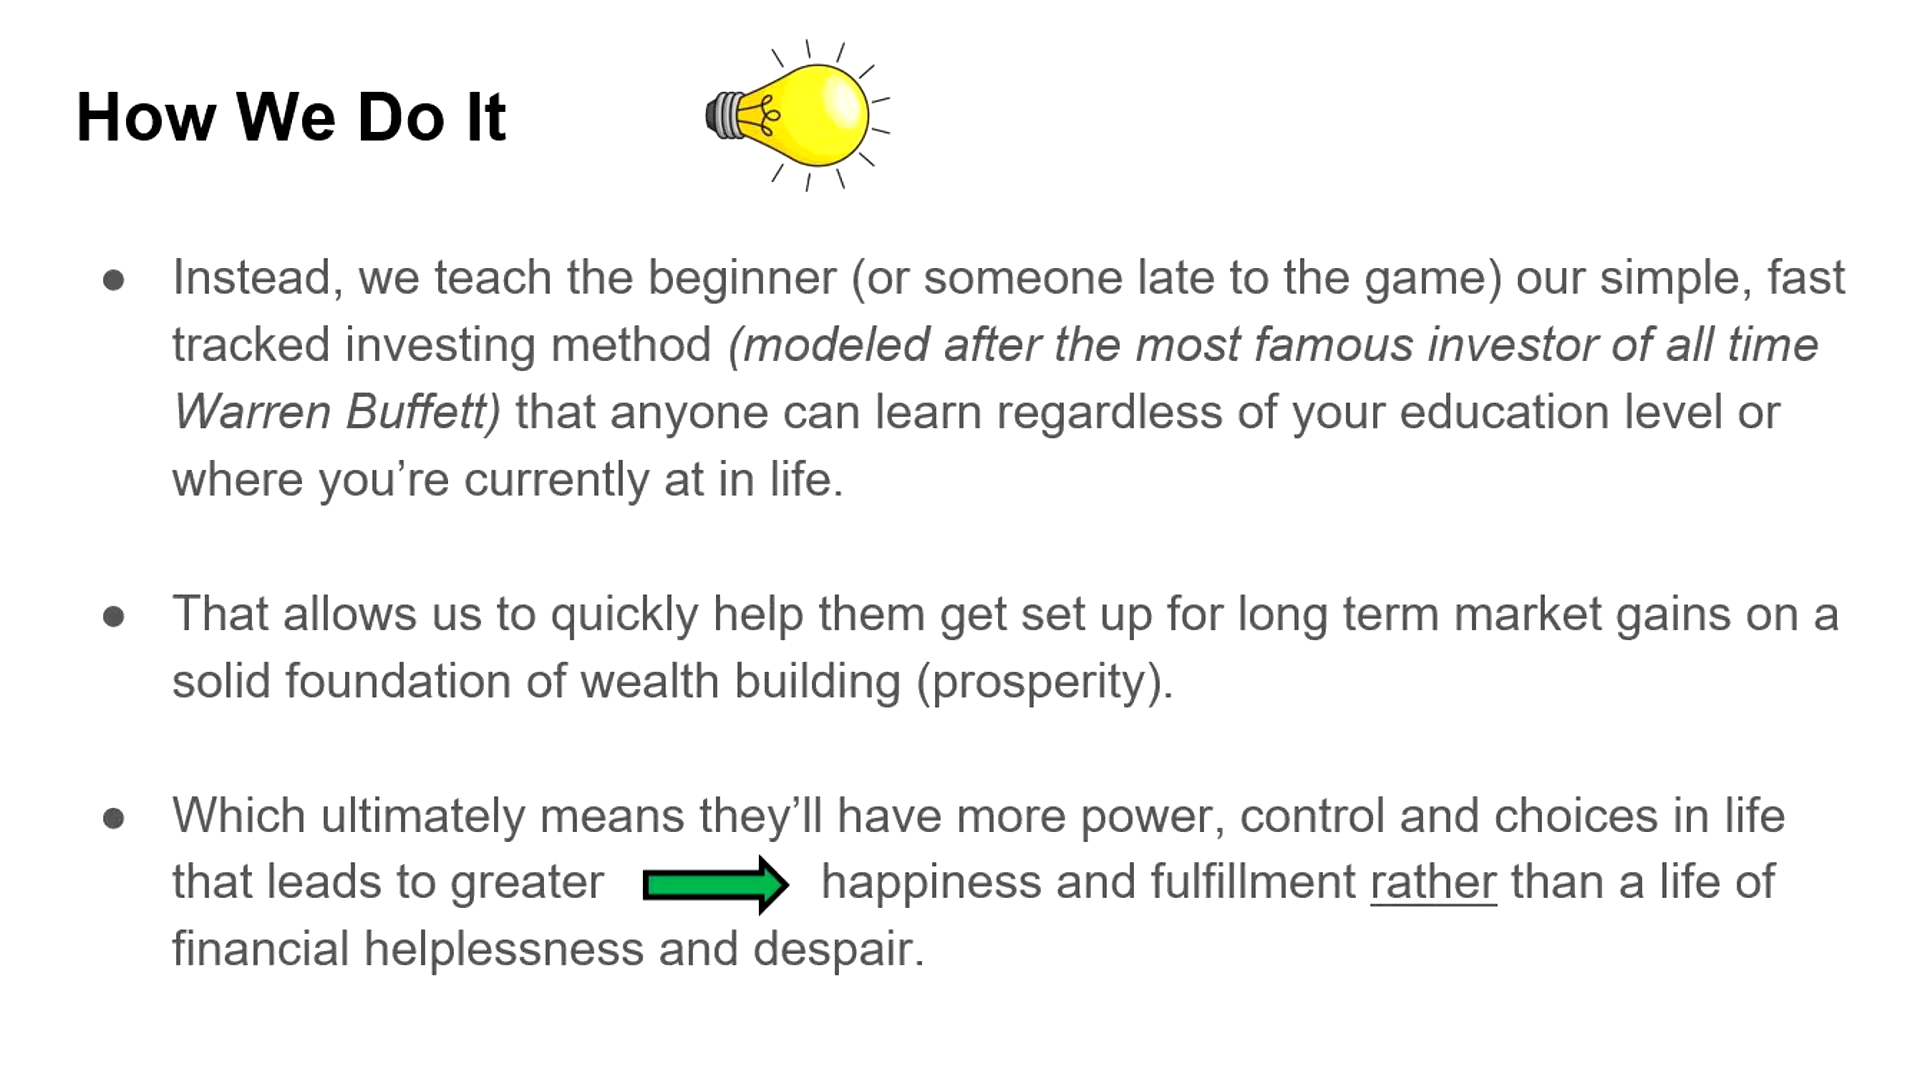 How We Do It
● Instead, we teach the beginner (or someone late to the game) our simple, fast
tracked investing method (modeled after the most famous investor of all time
Warren Buffett) that anyone can learn regardless of your education level or
where you’re currently at in life.
● That allows us to quickly help them get set up for long term market gains on a
solid foundation of wealth building (prosperity).
● Which ultimately means they’ll have more power, control and choices in life
that leads to greater happiness and fulfillment rather than a life of
financial helplessness and despair.